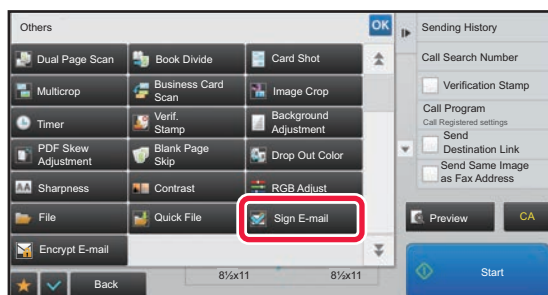 Others
OK
Dual Page Scan
Book Divide
Card Shot
Multicrop
Business Card
Scan
Image Crop
Timer
Verif.
Stamp
Background
Adjustment
PDF Skew
Adjustment
Blank Page
Skip
Drop Out Color
AA Sharpness
Contrast
RGB Adjust
File
Quick File
Sign E-mail
Encrypt E-mail
Back
8½x11
8½x11
Sending History
Call Search Number
Verification Stamp
Call Program
Call Registered settings
Send
Destination Link
Send Same Image
as Fax Address
Preview
CA
Start